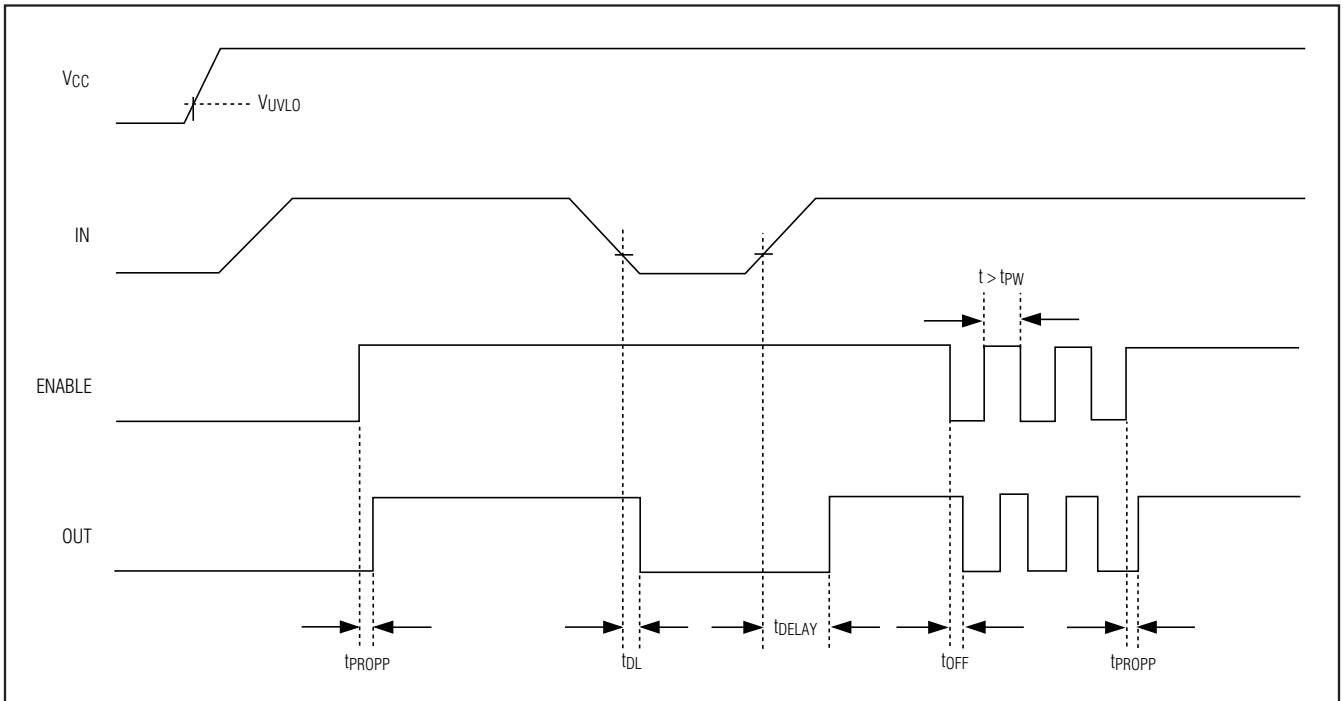 VCC
VUVLO
IN
t > tPW
ENABLE
OUT
tPROPP
tDL
tDELAY
tOFF
tPROPP